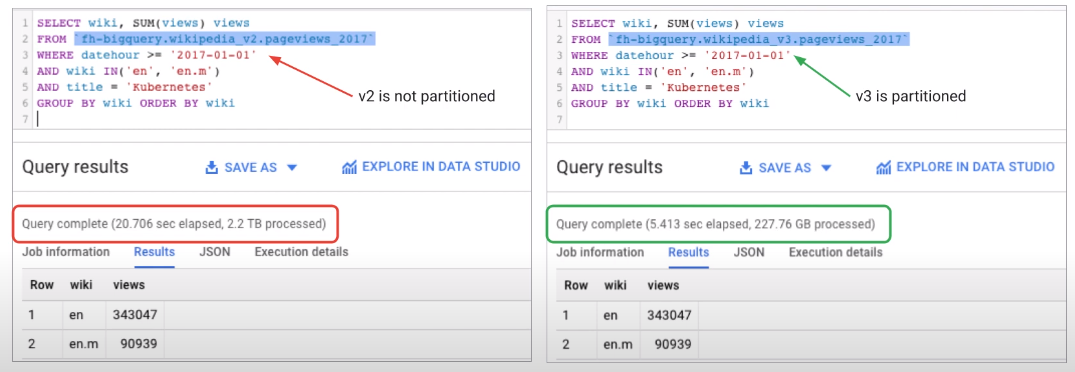 1 SELECT wiki, SUM(views) views
2 FROM `fh-bigquery.wikipedia_v2.pageviews_2017`
3 WHERE datehour >= '2017-01-01'
4 AND wiki IN('en', 'en.m')
5 AND title = 'Kubernetes'
6 GROUP BY wiki ORDER BY wiki
7
v2 is not partitioned
Query results
SAVE AS
EXPLORE IN DATA STUDIO
Query complete (20.706 sec elapsed, 2.2 TB processed)
Job information Results JSON Execution details
Row wiki views
1 en 343047
2 en.m 90939
1 SELECT wiki, SUM(views) views
2 FROM `fh-bigquery.wikipedia_v3.pageviews_2017`
3 WHERE datehour >= '2017-01-01'
4 AND wiki IN('en', 'en.m')
5 AND title = 'Kubernetes'
6 GROUP BY wiki ORDER BY wiki
7
v3 is partitioned
Query results
SAVE AS
EXPLORE IN DATA STUDIO
Query complete (5.413 sec elapsed, 227.76 GB processed)
Job information Results JSON Execution details
Row wiki views
1 en 343047
2 en.m 90939